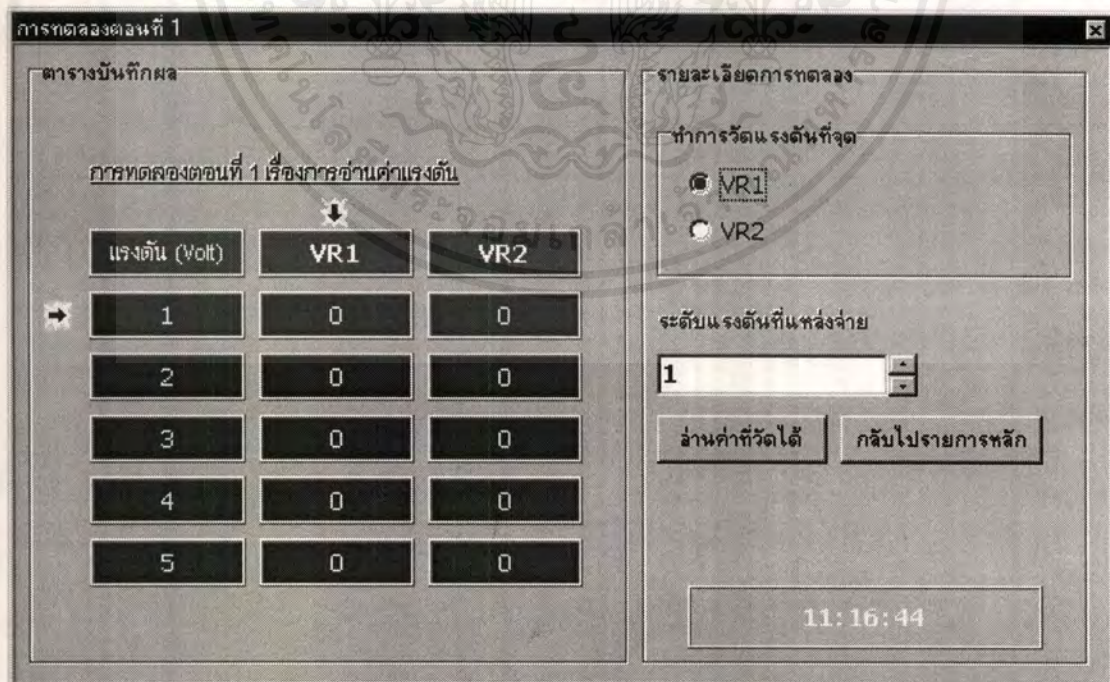 การทดลองตอนที่ 1
ตารางบันทึกผล
การทดลองตอนที่ 1 เรื่องการอ่านค่าแรงดัน
แรงดัน (Volt) VR1 VR2
1 0 0
2 0 0
3 0 0
4 0 0
5 0 0
รายละเอียดการทดลอง
ทำการวัดแรงดันที่จุด
VR1
VR2
ระดับแรงดันที่แหล่งจ่าย
1
อ่านค่าที่วัดได้ กลับไปรายการหลัก
11:16:44